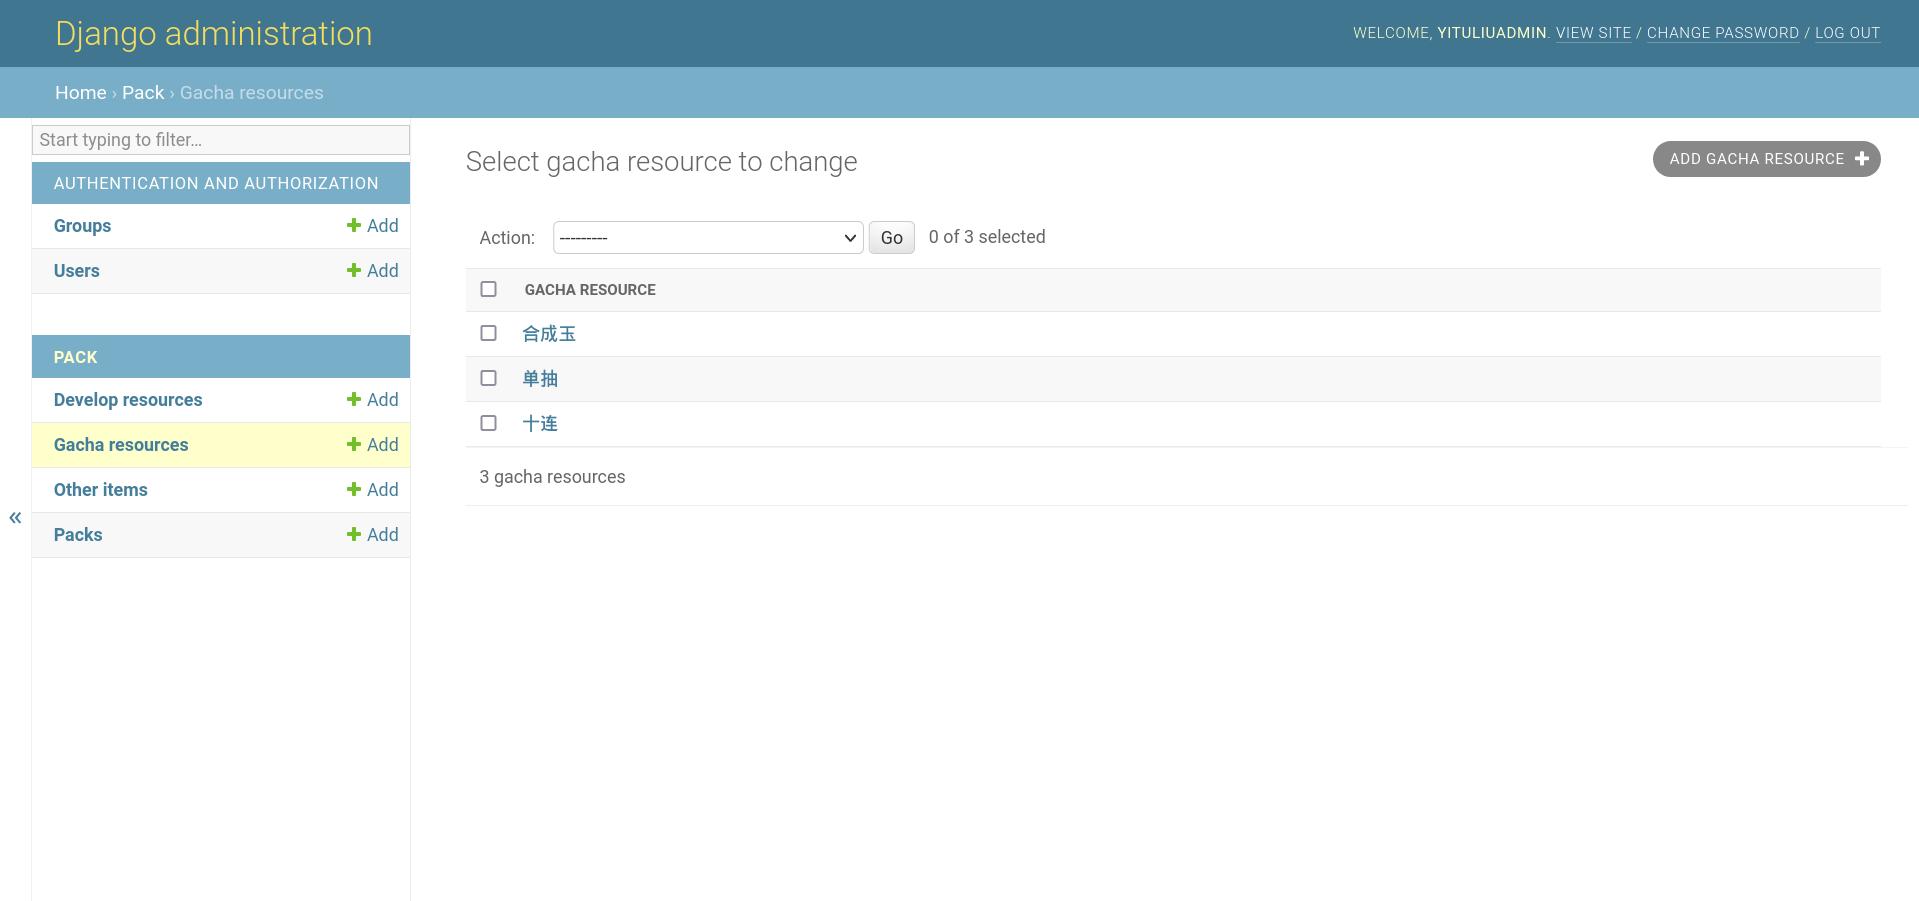 Django administration
WELCOME, YITULIUADMIN. VIEW SITE / CHANGE PASSWORD / LOG OUT
Home › Pack › Gacha resources
Start typing to filter…
AUTHENTICATION AND AUTHORIZATION
Groups Add
Users Add
PACK
Develop resources Add
Gacha resources Add
Other items Add
Packs Add
«
Select gacha resource to change
ADD GACHA RESOURCE
Action: --------- Go 0 of 3 selected
GACHA RESOURCE
合成玉
单抽
十连
3 gacha resources